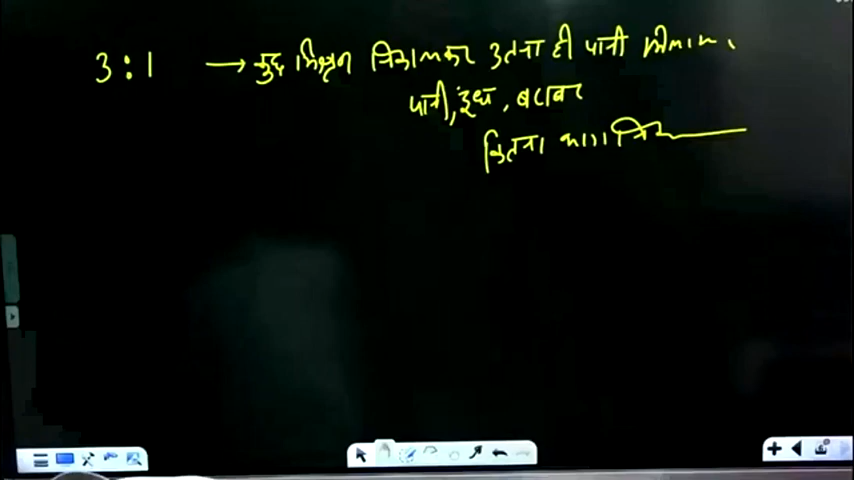 3 : 1 → कुछ मिश्रण निकालकर उतना ही पानी
पानी, दूध, बराबर
कितना भाग